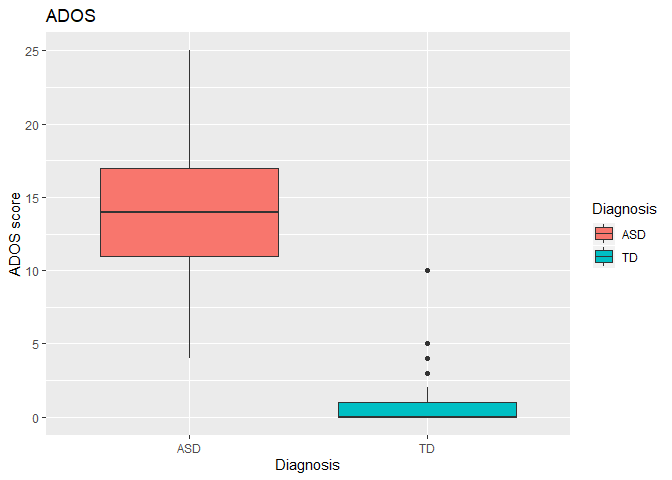 ADOS
25
20
15
10
5
0
ADOS score
ASD
TD
Diagnosis
Diagnosis
ASD
TD